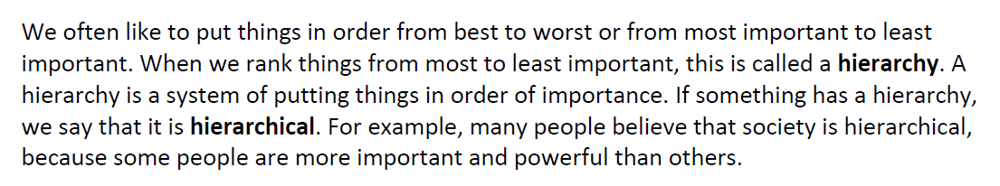 We often like to put things in order from best to worst or from most important to least
important. When we rank things from most to least important, this is called a hierarchy. A
hierarchy is a system of putting things in order of importance. If something has a hierarchy,
we say that it is hierarchical. For example, many people believe that society is hierarchical,
because some people are more important and powerful than others.